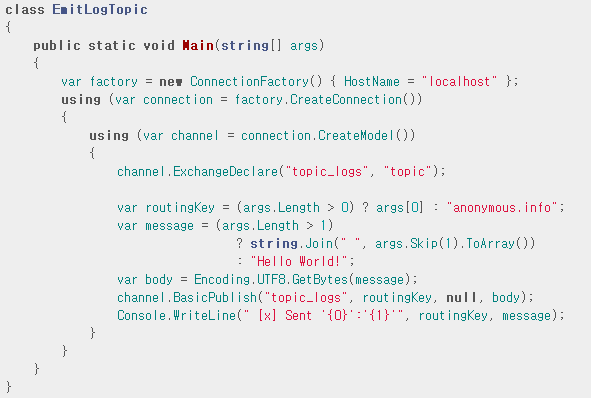 class EmitLogTopic
{
    public static void Main(string[] args)
    {
        var factory = new ConnectionFactory() { HostName = "localhost" };
        using (var connection = factory.CreateConnection())
        {
            using (var channel = connection.CreateModel())
            {
                channel.ExchangeDeclare("topic_logs", "topic");

                var routingKey = (args.Length > 0) ? args[0] : "anonymous.info";
                var message = (args.Length > 1)
                                 ? string.Join(" ", args.Skip(1).ToArray())
                                 : "Hello World!";
                var body = Encoding.UTF8.GetBytes(message);
                channel.BasicPublish("topic_logs", routingKey, null, body);
                Console.WriteLine(" [x] Sent '{0}':'{1}'", routingKey, message);
            }
        }
    }
}